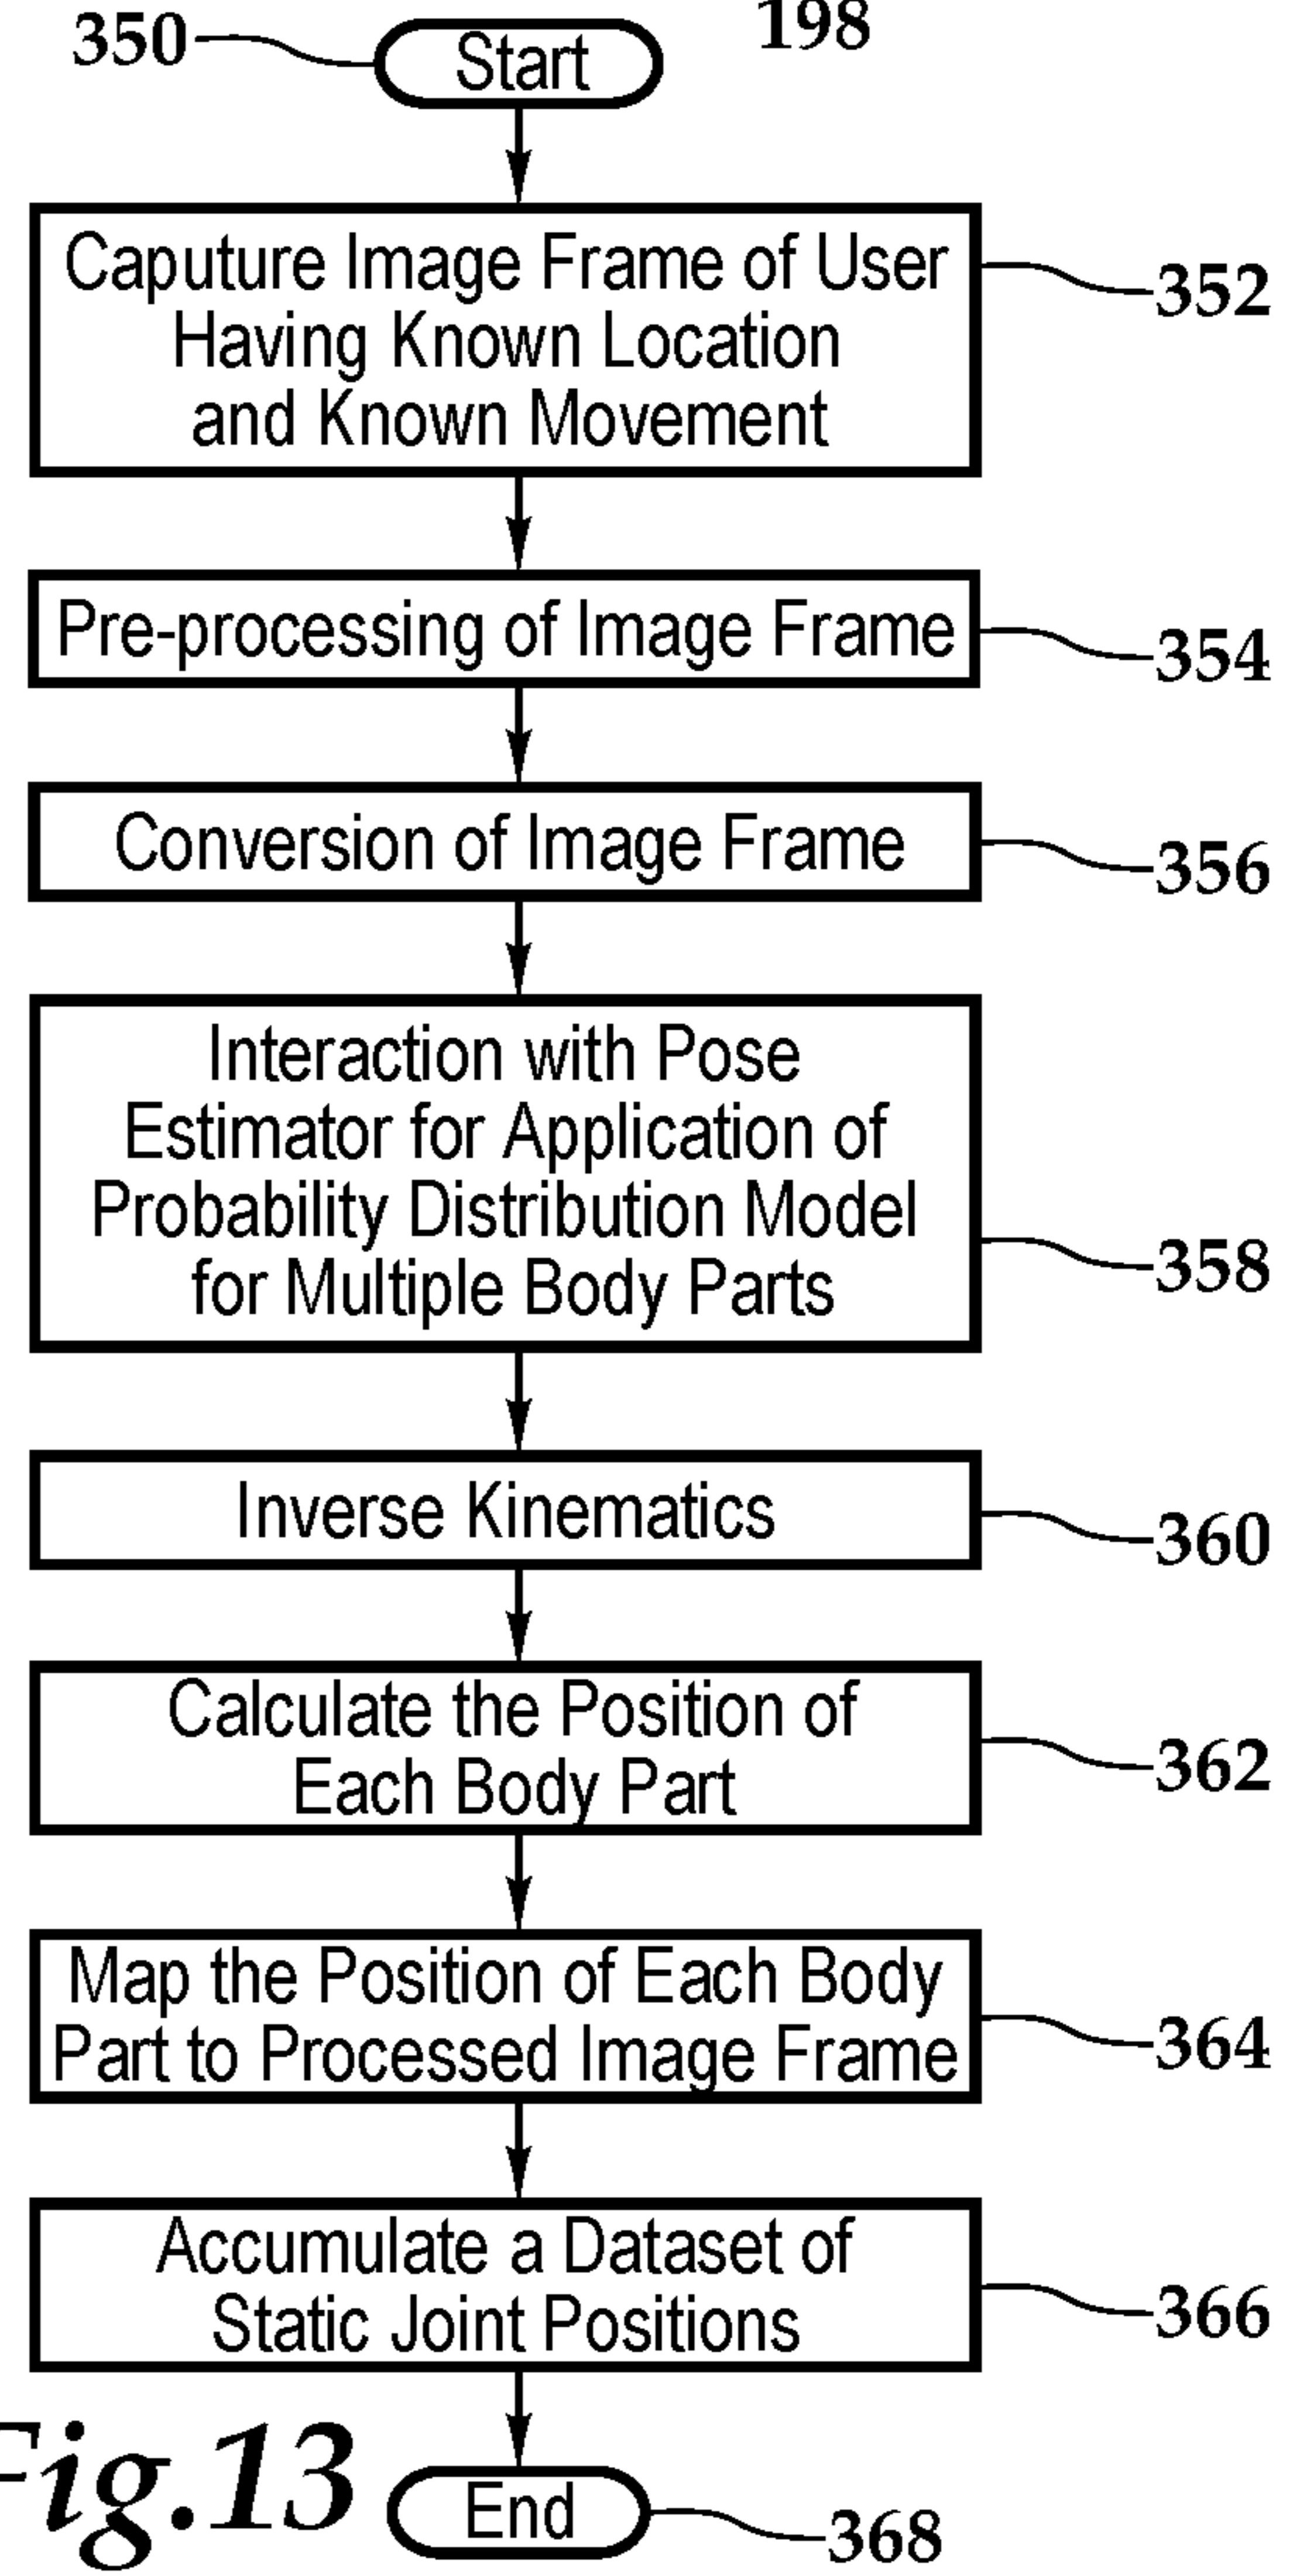 350
Start
198
Caputure Image Frame of User
Having Known Location
and Known Movement
352
Pre-processing of Image Frame
354
Conversion of Image Frame
356
Interaction with Pose
Estimator for Application of
Probability Distribution Model
for Multiple Body Parts
358
Inverse Kinematics
360
Calculate the Position of
Each Body Part
362
Map the Position of Each Body
Part to Processed Image Frame
364
Accumulate a Dataset of
Static Joint Positions
366
Fig.13
End
368